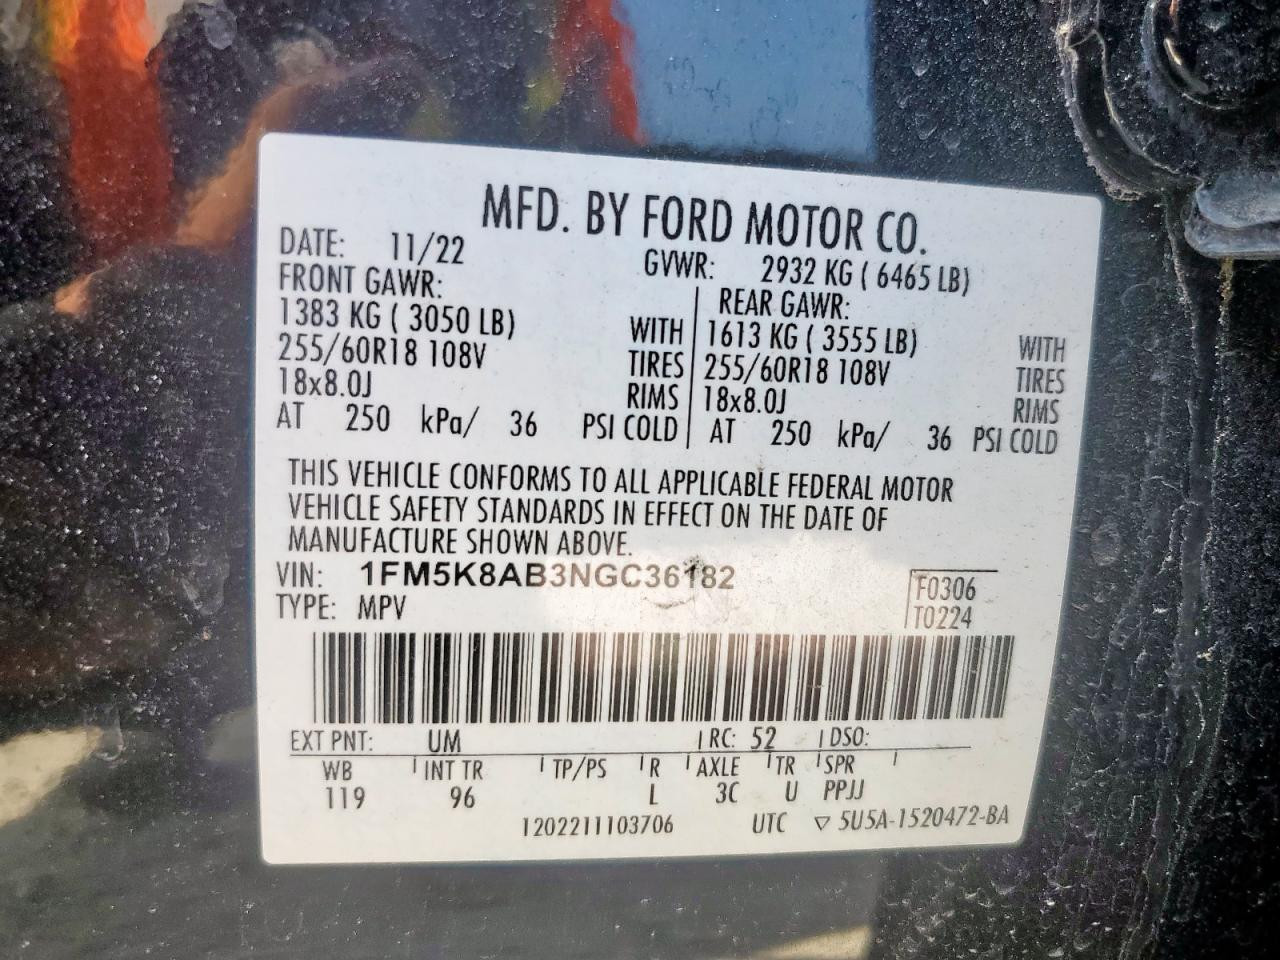 MFD. BY FORD MOTOR CO.
DATE: 11/22 GVWR: 2932 KG ( 6465 LB)
FRONT GAWR: REAR GAWR:
1383 KG ( 3050 LB) WITH 1613 KG ( 3555 LB) WITH
255/60R18 108V TIRES 255/60R18 108V TIRES
18x8.0J RIMS 18x8.0J RIMS
AT 250 kPa/ 36 PSI COLD AT 250 kPa/ 36 PSI COLD
THIS VEHICLE CONFORMS TO ALL APPLICABLE FEDERAL MOTOR
VEHICLE SAFETY STANDARDS IN EFFECT ON THE DATE OF
MANUFACTURE SHOWN ABOVE.
VIN: 1FM5K8AB3NGC36182 F0306
TYPE: MPV T0224
EXT PNT: UM RC: 52 DSO:
WB INT TR TP/PS R AXLE TR SPR
119 96 L 3C U PPJJ
1202211103706 UTC ▽ 5U5A-1520472-BA